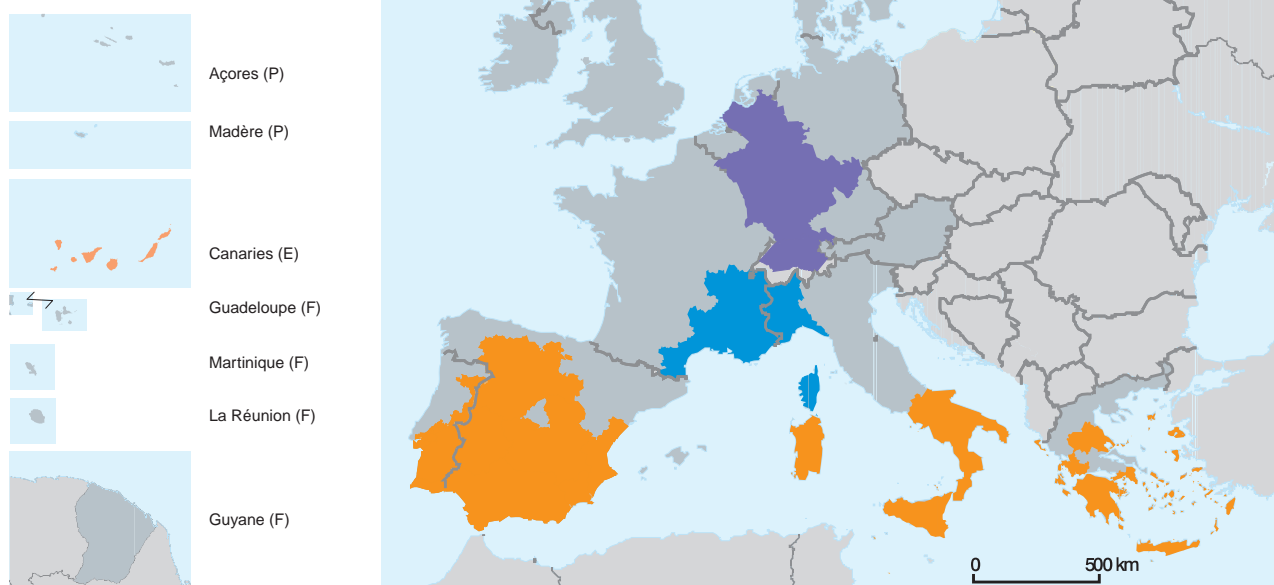 Açores (P)
Madère (P)
Canaries (E)
Guadeloupe (F)
Martinique (F)
La Réunion (F)
Guyane (F)
0 500 km